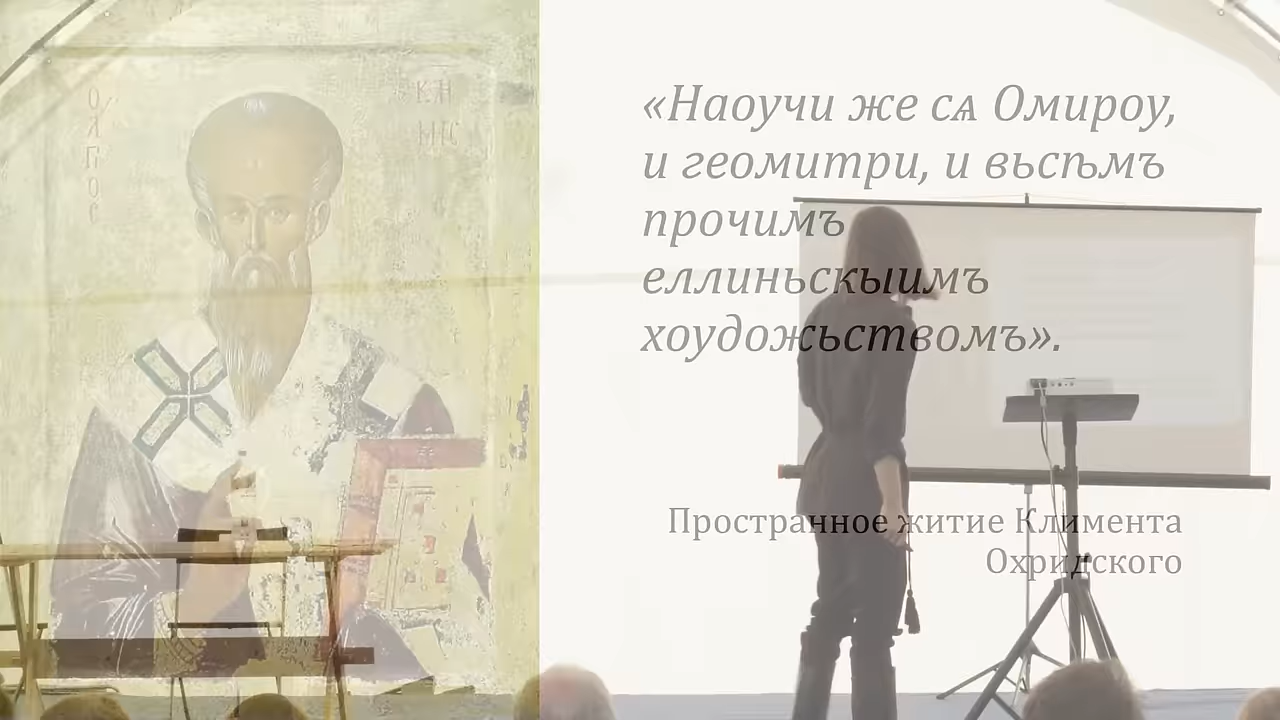 Ο
Α
Γ
Ι
Ο
С
«Наоучи же сѧ Омироу,
и геомитри, и вьсѣмъ
прочимъ
еллиньскыимъ
хоудожьствомъ».
Пространное житие Климента
Охридского